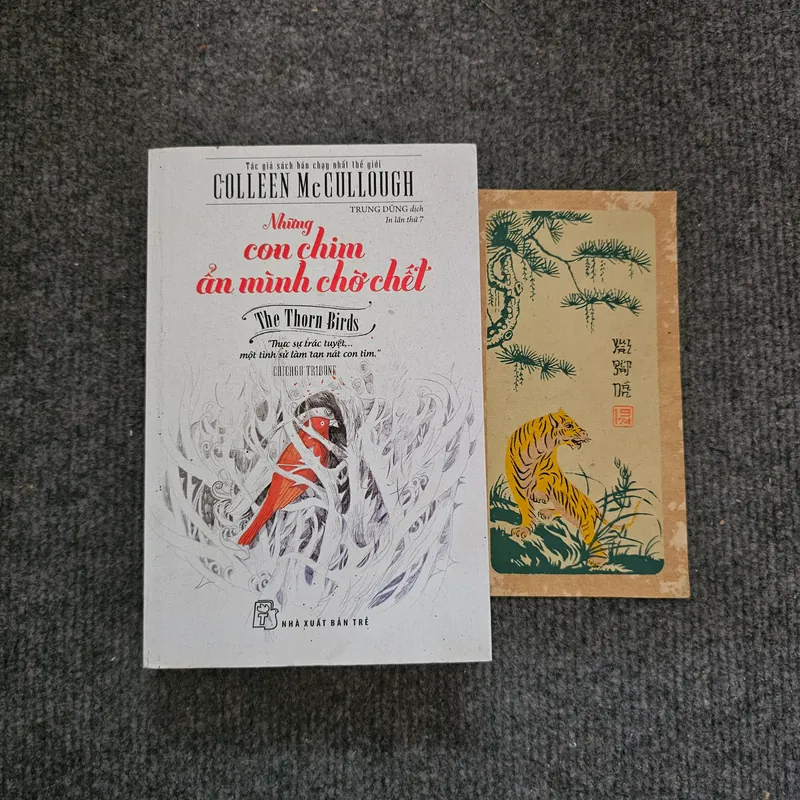 Tác giả sách bán chạy nhất thế giới
COLLEEN McCULLOUGH
TRUNG DŨNG dịch
In lần thứ 7
Những
con chim
ẩn mình chờ chết
The Thorn Birds
"Thực sự trác tuyệt,..
một tình sử làm tan nát con tim."
CHICAGO TRIBUNE
NHÀ XUẤT BẢN TRẺ
1974